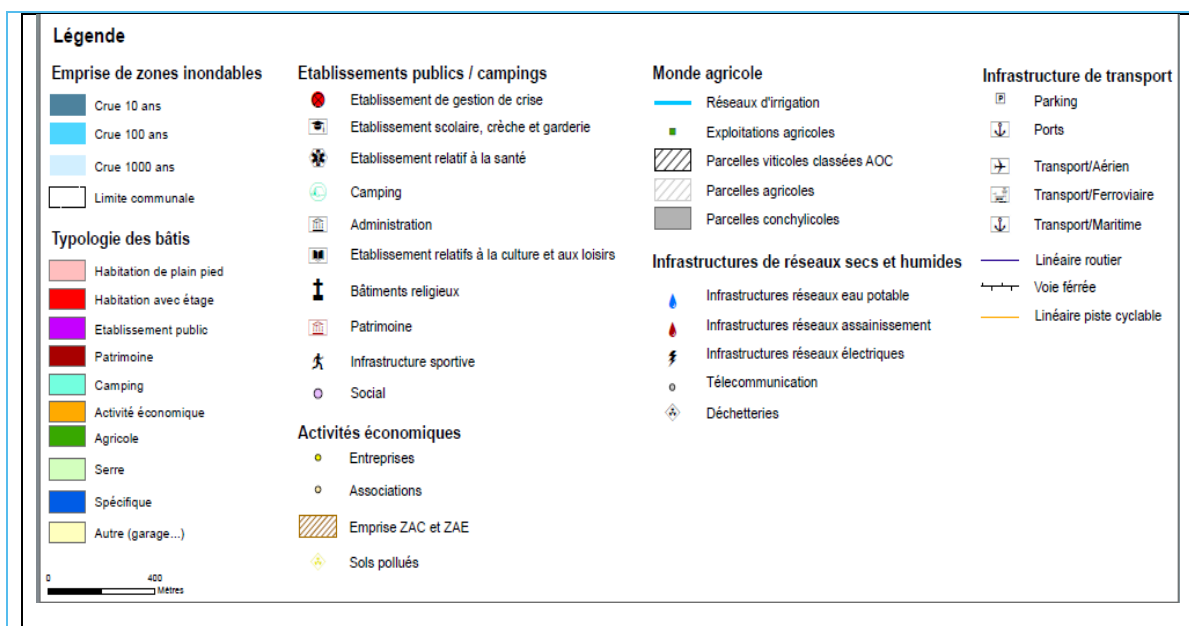 Légende
Emprise de zones inondables
Crue 10 ans
Crue 100 ans
Crue 1000 ans
Limite communale
Typologie des bâtis
Habitation de plain pied
Habitation avec étage
Etablissement public
Patrimoine
Camping
Activité économique
Agricole
Serre
Spécifique
Autre (garage...)
0 400
Mètres
Etablissements publics / campings
Etablissement de gestion de crise
Etablissement scolaire, crèche et garderie
Etablissement relatif à la santé
Camping
Administration
Etablissement relatifs à la culture et aux loisirs
Bâtiments religieux
Patrimoine
Infrastructure sportive
Social
Activités économiques
Entreprises
Associations
Emprise ZAC et ZAE
Sols pollués
Monde agricole
Réseaux d'irrigation
Exploitations agricoles
Parcelles viticoles classées AOC
Parcelles agricoles
Parcelles conchylicoles
Infrastructures de réseaux secs et humides
Infrastructures réseaux eau potable
Infrastructures réseaux assainissement
Infrastructures réseaux électriques
Télecommunication
Déchetteries
Infrastructure de transport
P Parking
Ports
Transport/Aérien
Transport/Ferroviaire
Transport/Maritime
Linéaire routier
Voie férrée
Linéaire piste cyclable